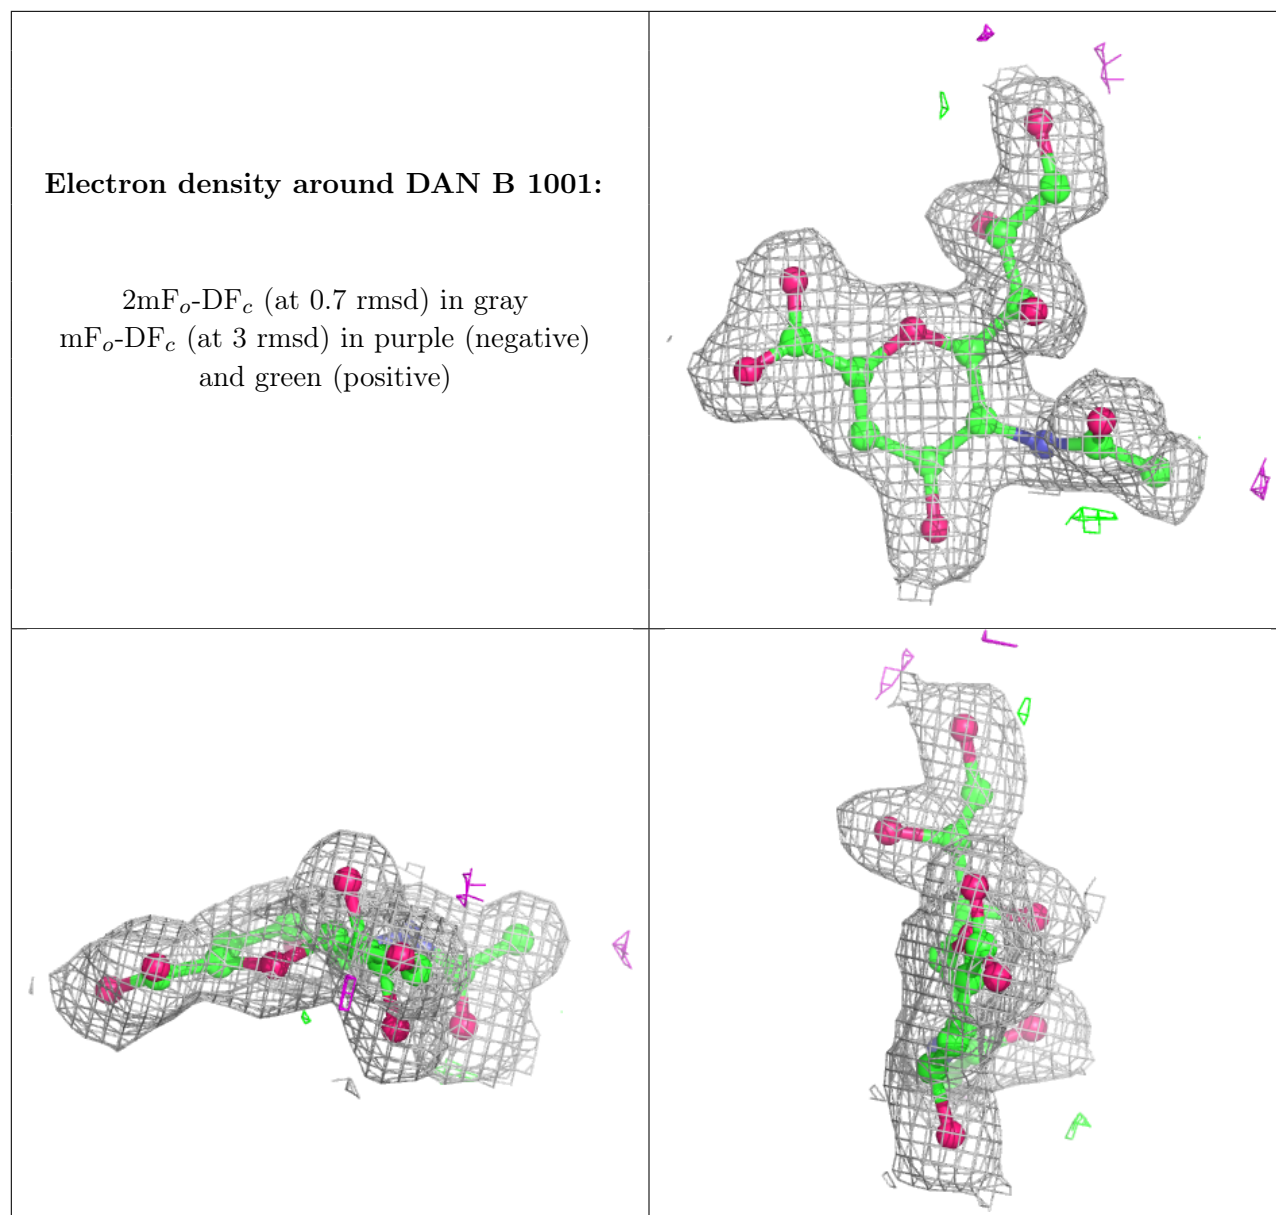 Electron density around DAN B 1001:
2mFₒ-DF𝑐 (at 0.7 rmsd) in gray
mFₒ-DF𝑐 (at 3 rmsd) in purple (negative)
and green (positive)